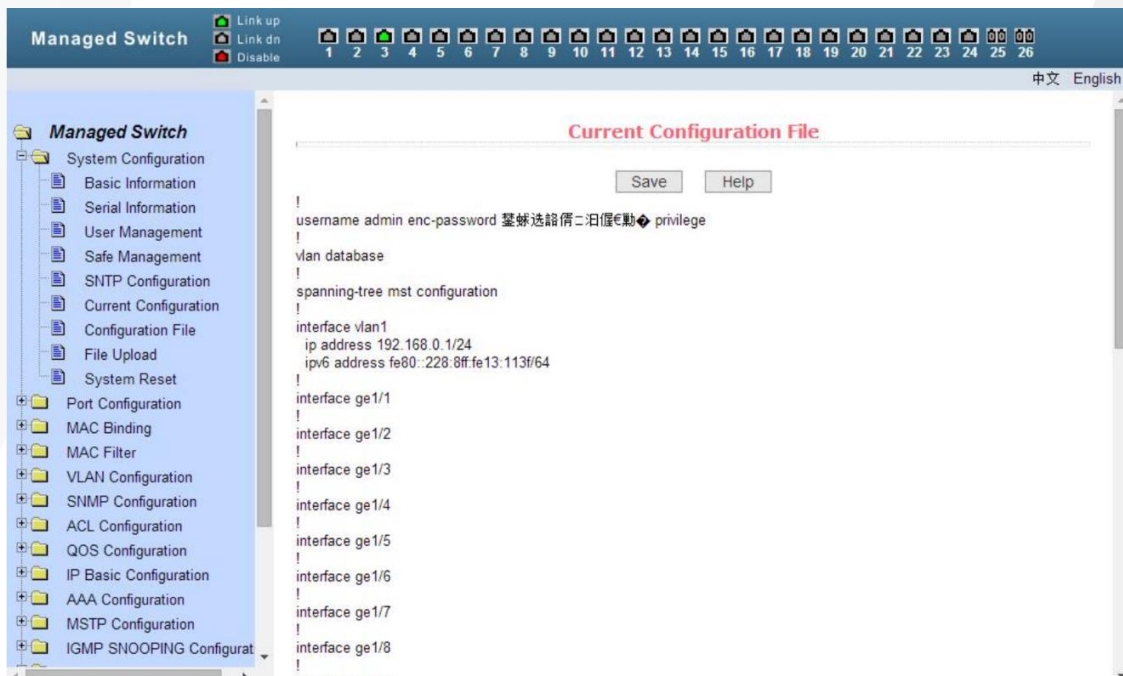 Managed Switch
Link up
Link dn
Disable
1 2 3 4 5 6 7 8 9 10 11 12 13 14 15 16 17 18 19 20 21 22 23 24 25 26
中文 English
Managed Switch
System Configuration
Basic Information
Serial Information
User Management
Safe Management
SNTP Configuration
Current Configuration
Configuration File
File Upload
System Reset
Port Configuration
MAC Binding
MAC Filter
VLAN Configuration
SNMP Configuration
ACL Configuration
QOS Configuration
IP Basic Configuration
AAA Configuration
MSTP Configuration
IGMP SNOOPING Configurat
Current Configuration File
Save Help
!
username admin enc-password privilege
!
vlan database
!
spanning-tree mst configuration
!
interface vlan1
ip address 192.168.0.1/24
ipv6 address fe80::228:8ff:fe13:113f/64
!
interface ge1/1
!
interface ge1/2
!
interface ge1/3
!
interface ge1/4
!
interface ge1/5
!
interface ge1/6
!
interface ge1/7
!
interface ge1/8
!